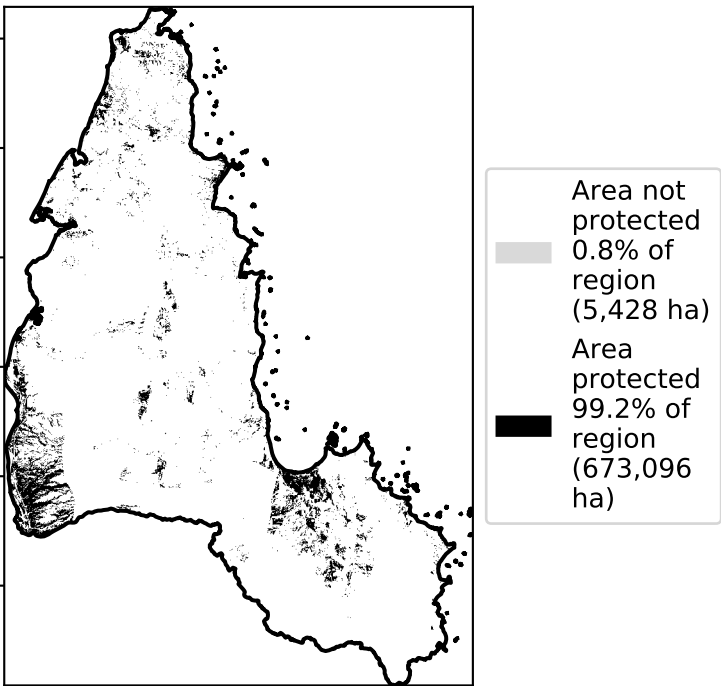 Area not
protected
0.8% of
region
(5,428 ha)
Area
protected
99.2% of
region
(673,096
ha)